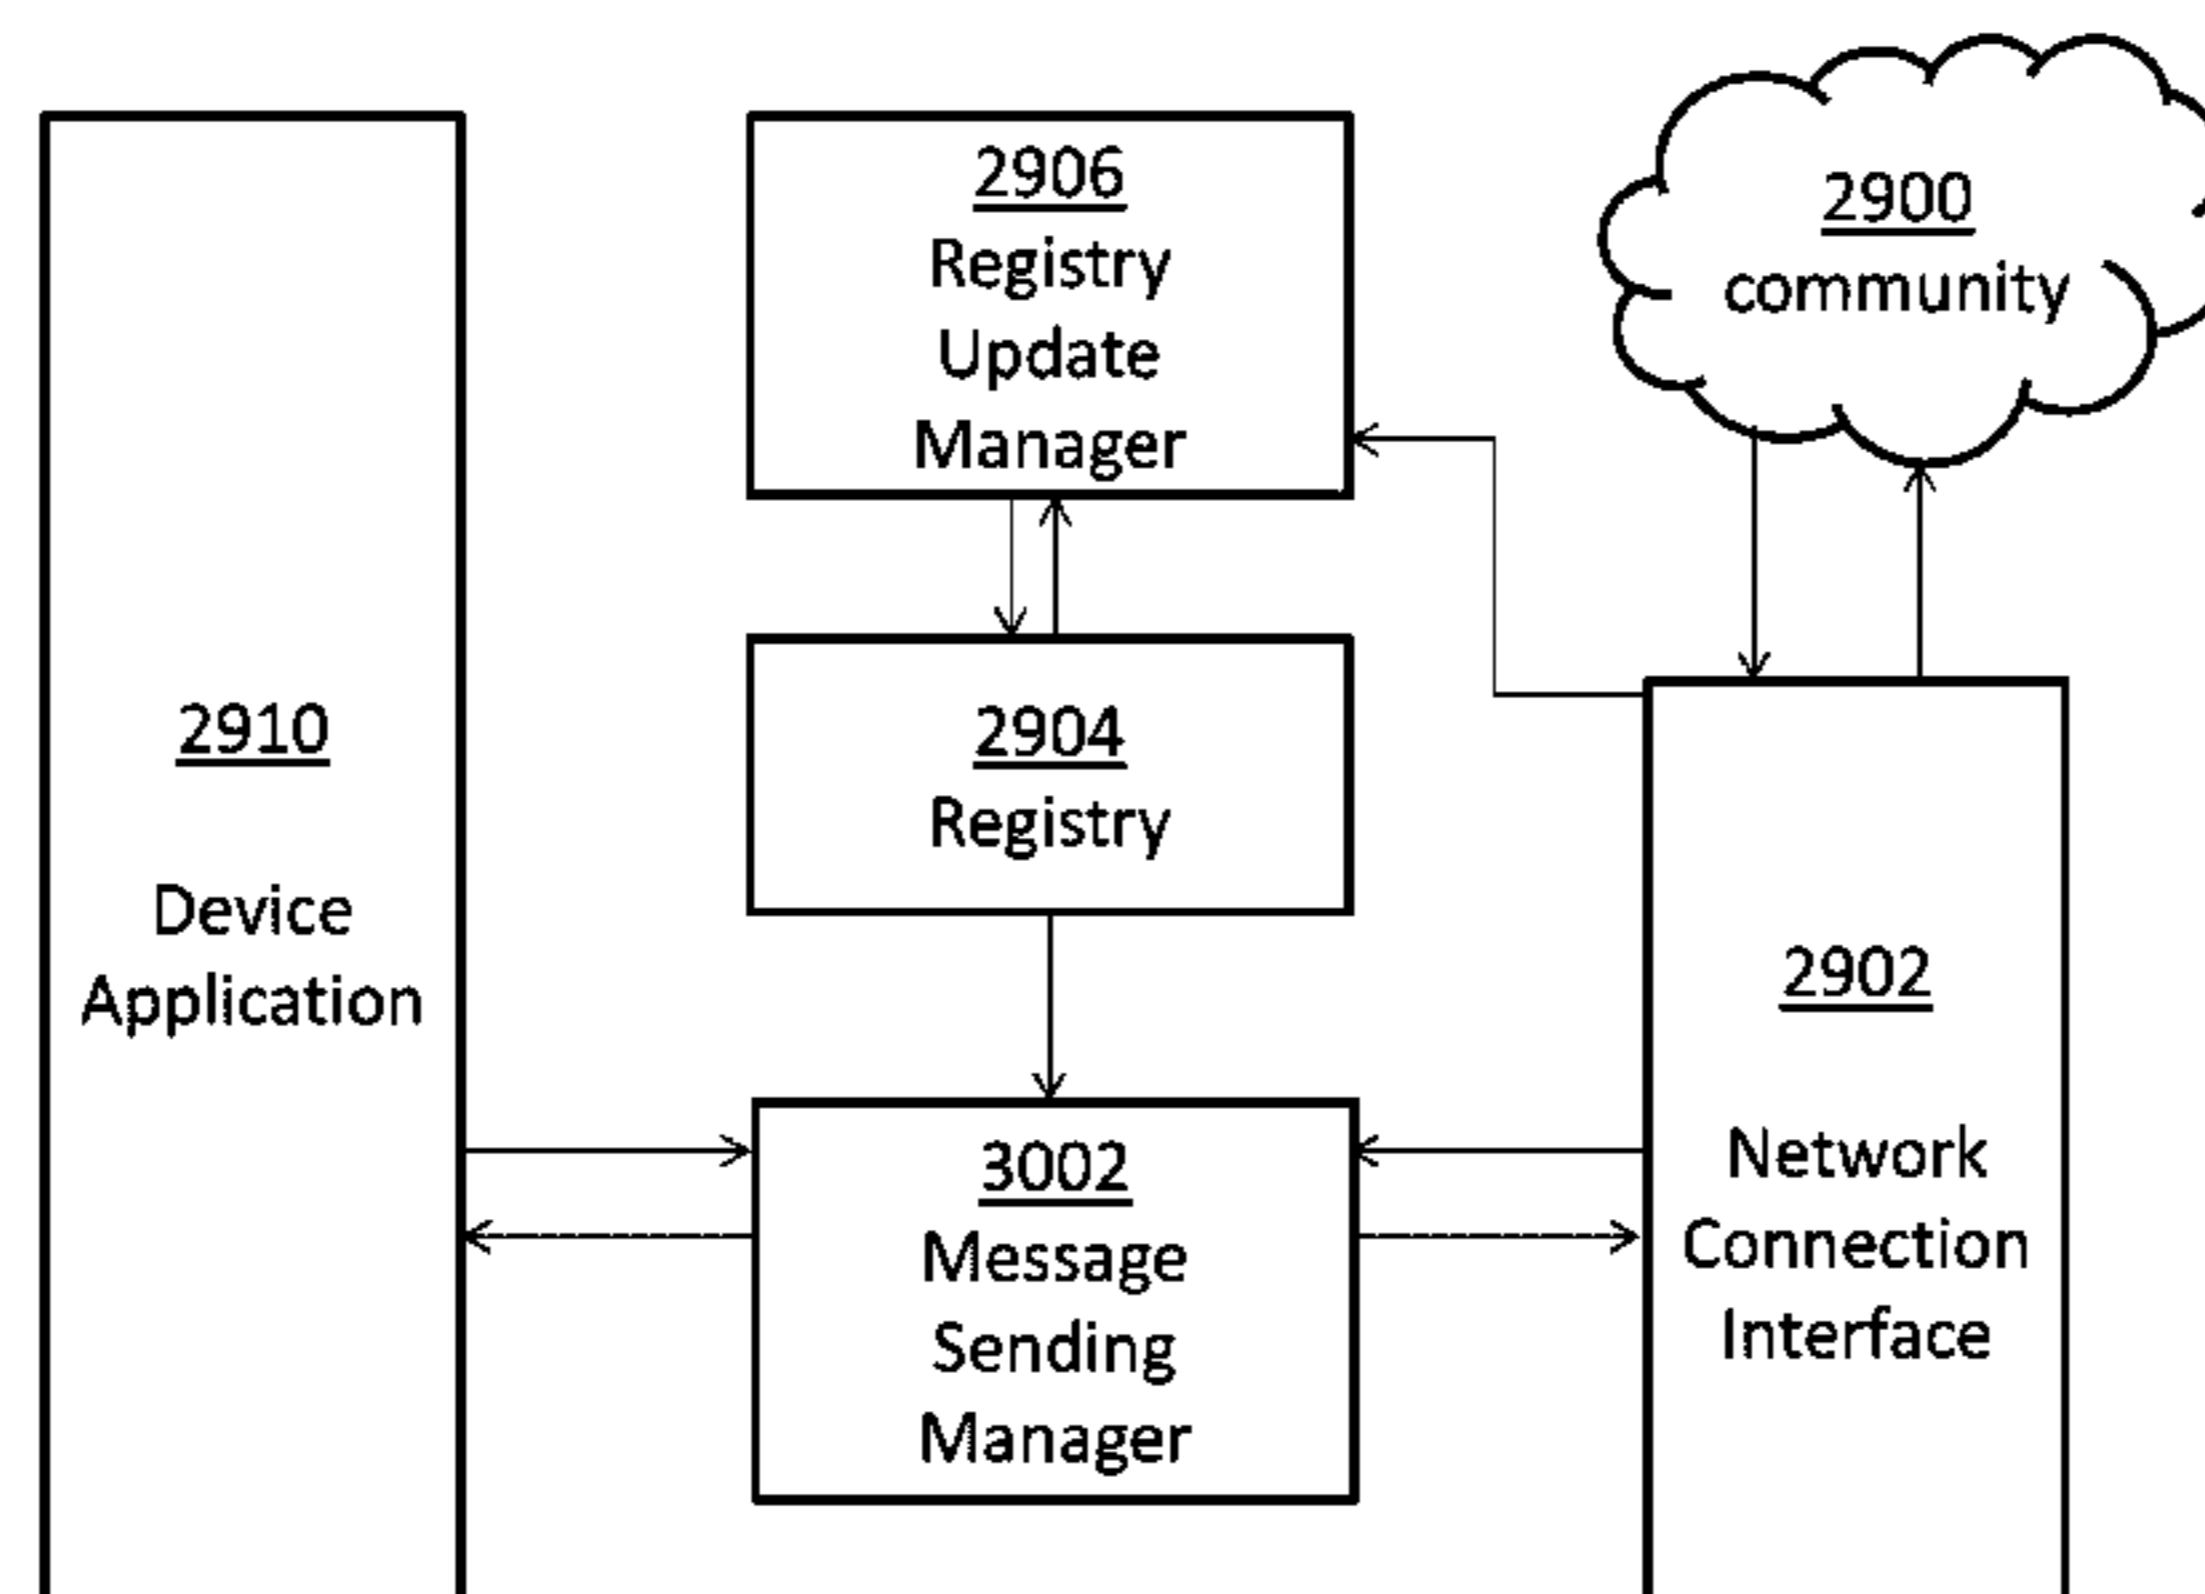 2906
Registry
Update
Manager
2900
community
2910
Device
Application
2904
Registry
2902
Network
Connection
Interface
3002
Message
Sending
Manager